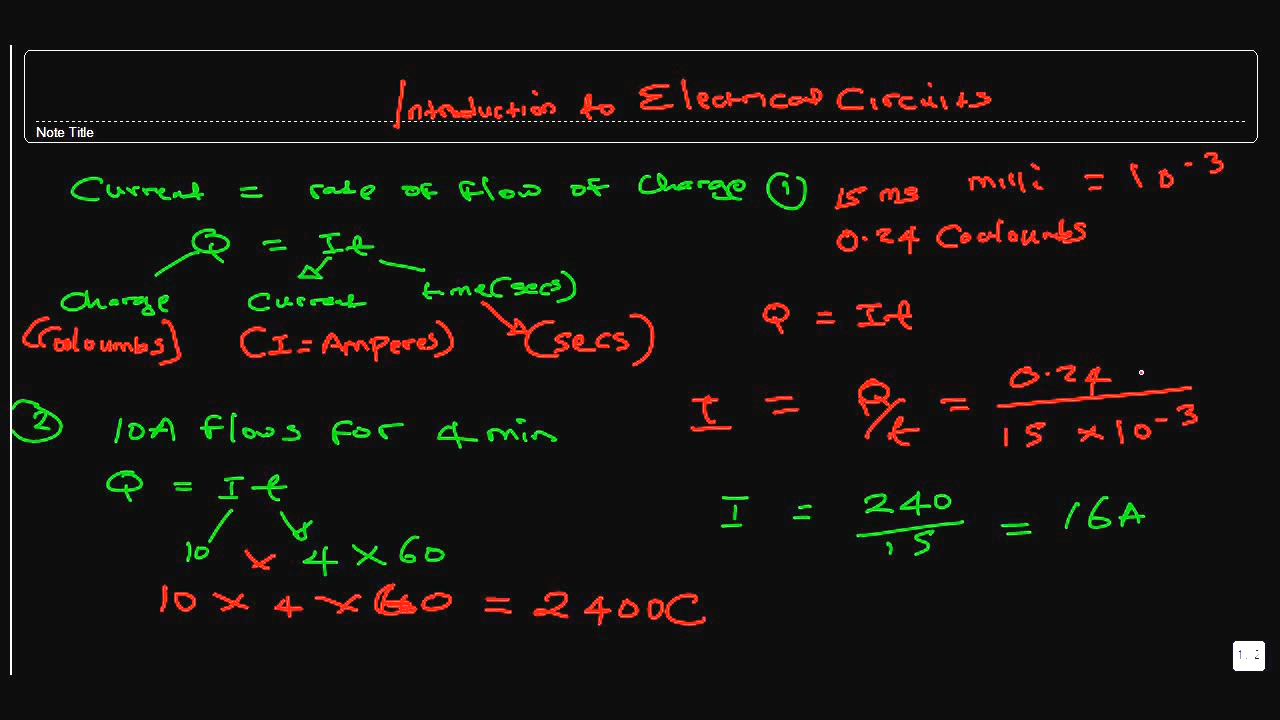 Introduction to Electrical Circuits
Note Title
Current = rate of flow of charge ①
Q = It
Charge Current time(secs)
(Couloumbs) (I = Amperes) (secs)
② 10A flows for 4 min
Q = It
10 × 4 × 60
10 × 4 × 60 = 2400C
15 ms milli = 10⁻³
0.24 Cooloumbs
Q = It
I = Q/t = 0.24 / 15 × 10⁻³
I = 240 / 15 = 16A
1 . 2